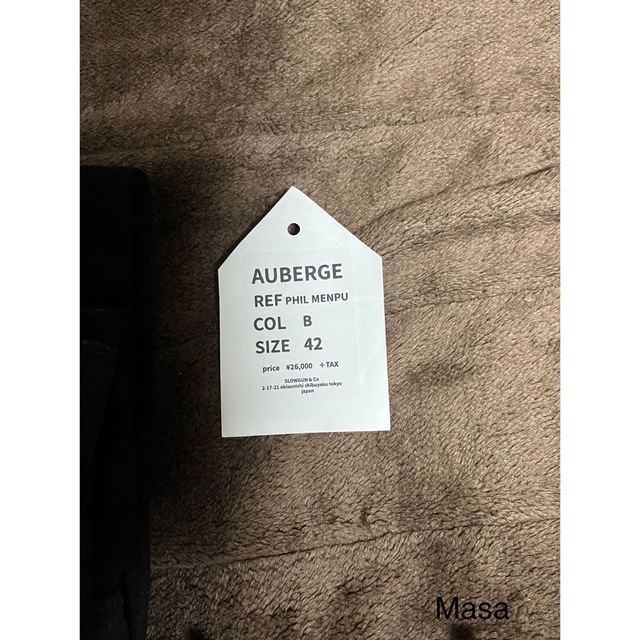 AUBERGE
REF PHIL MENPU
COL B
SIZE 42
price ¥26,000 +TAX
SLOWGUN & Co
2-17-21 ebisunishi shibuyaku tokyo
japan
Masa